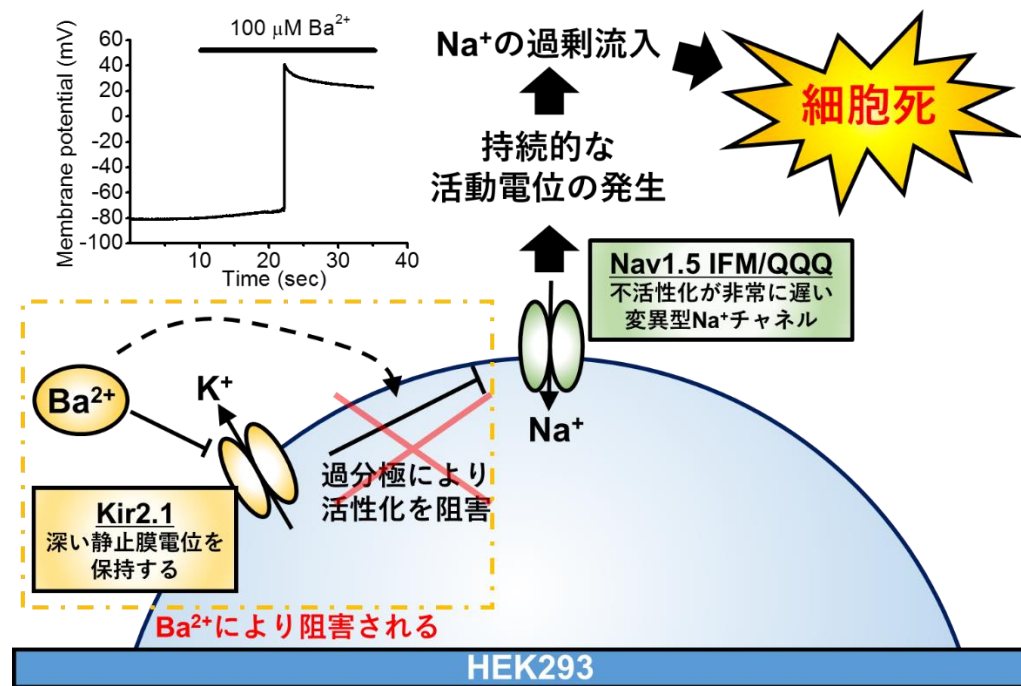 100 μM Ba²⁺
Membrane potential (mV)
60
40
20
0
-20
-40
-60
-80
-100
10
20
30
40
Time (sec)
Na⁺の過剰流入
細胞死
持続的な
活動電位の発生
Nav1.5 IFM/QQQ
不活性化が非常に遅い
変異型Na⁺チャネル
Ba²⁺
K⁺
Na⁺
過分極により
活性化を阻害
Kir2.1
深い静止膜電位を
保持する
Ba²⁺により阻害される
HEK293